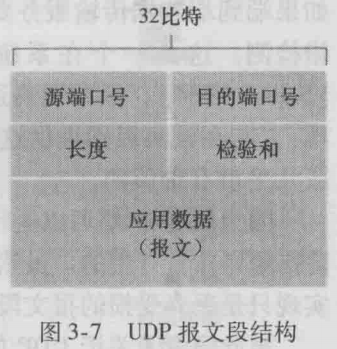 32比特
源端口号 目的端口号
长度 检验和
应用数据
（报文）
图 3-7 UDP 报文段结构